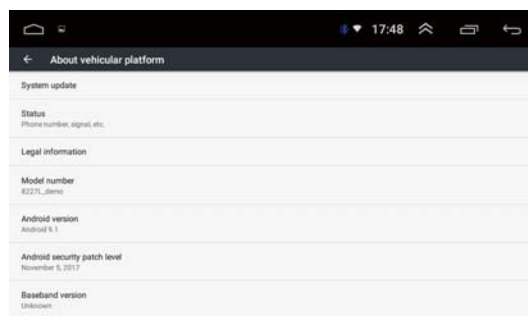 17:48
About vehicular platform
System update
Status
Phone number, signal, etc.
Legal information
Model number
8227L_demo
Android version
Android 9.1
Android security patch level
November 5, 2017
Baseband version
Unknown